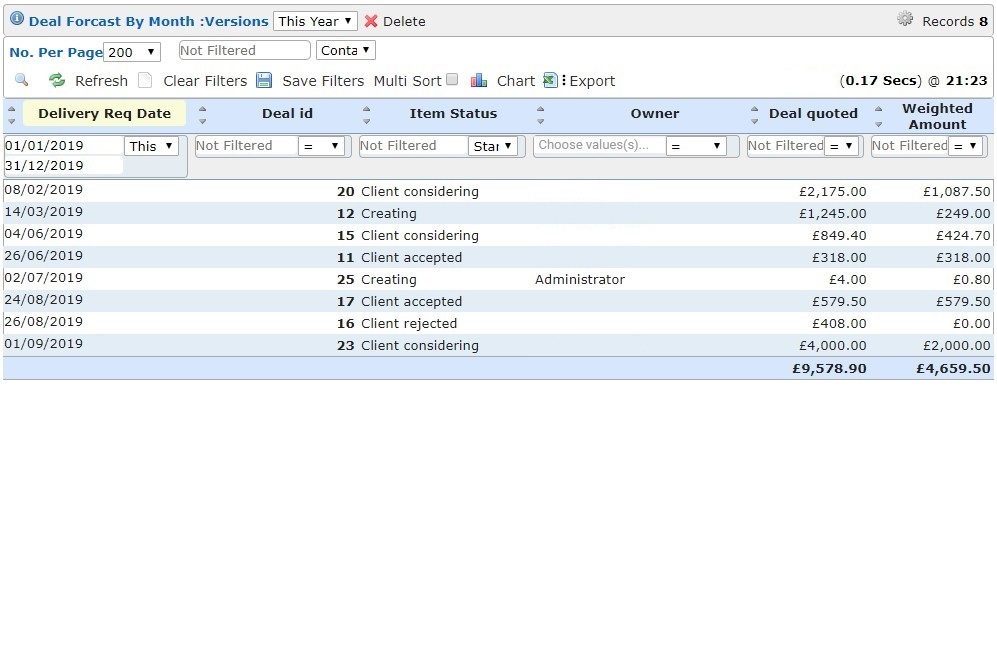 Deal Forcast By Month :Versions This Year Delete Records 8
No. Per Page 200 Not Filtered Conta
Refresh Clear Filters Save Filters Multi Sort Chart Export (0.17 Secs) @ 21:23
Delivery Req Date Deal id Item Status Owner Deal quoted Weighted Amount
01/01/2019 This Not Filtered = Not Filtered Star Choose values(s)... = Not Filtered = Not Filtered =
31/12/2019
08/02/2019 20 Client considering £2,175.00 £1,087.50
14/03/2019 12 Creating £1,245.00 £249.00
04/06/2019 15 Client considering £849.40 £424.70
26/06/2019 11 Client accepted £318.00 £318.00
02/07/2019 25 Creating Administrator £4.00 £0.80
24/08/2019 17 Client accepted £579.50 £579.50
26/08/2019 16 Client rejected £408.00 £0.00
01/09/2019 23 Client considering £4,000.00 £2,000.00
£9,578.90 £4,659.50